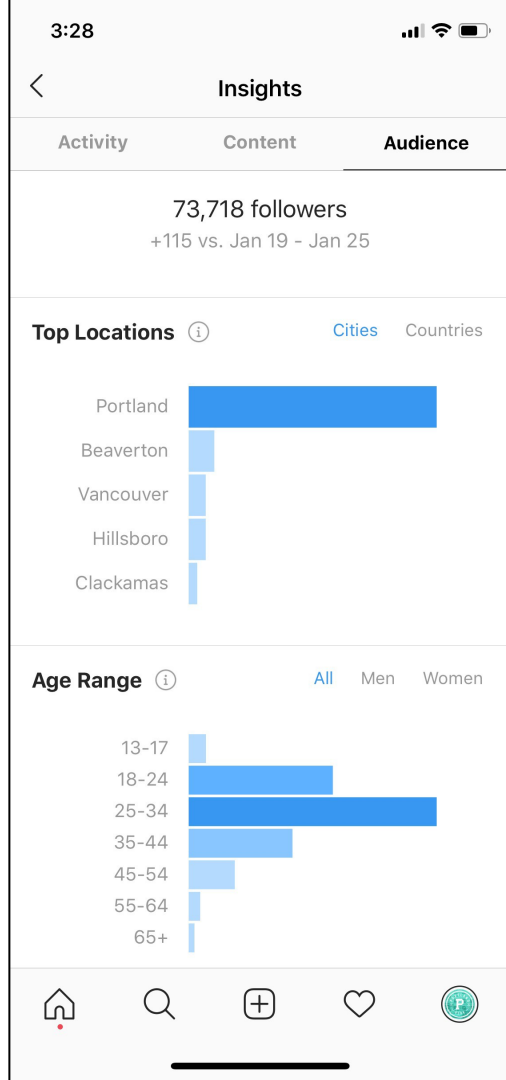 3:28
Insights
Activity Content Audience
73,718 followers
+115 vs. Jan 19 - Jan 25
Top Locations Cities Countries
Portland
Beaverton
Vancouver
Hillsboro
Clackamas
Age Range All Men Women
13-17
18-24
25-34
35-44
45-54
55-64
65+
P